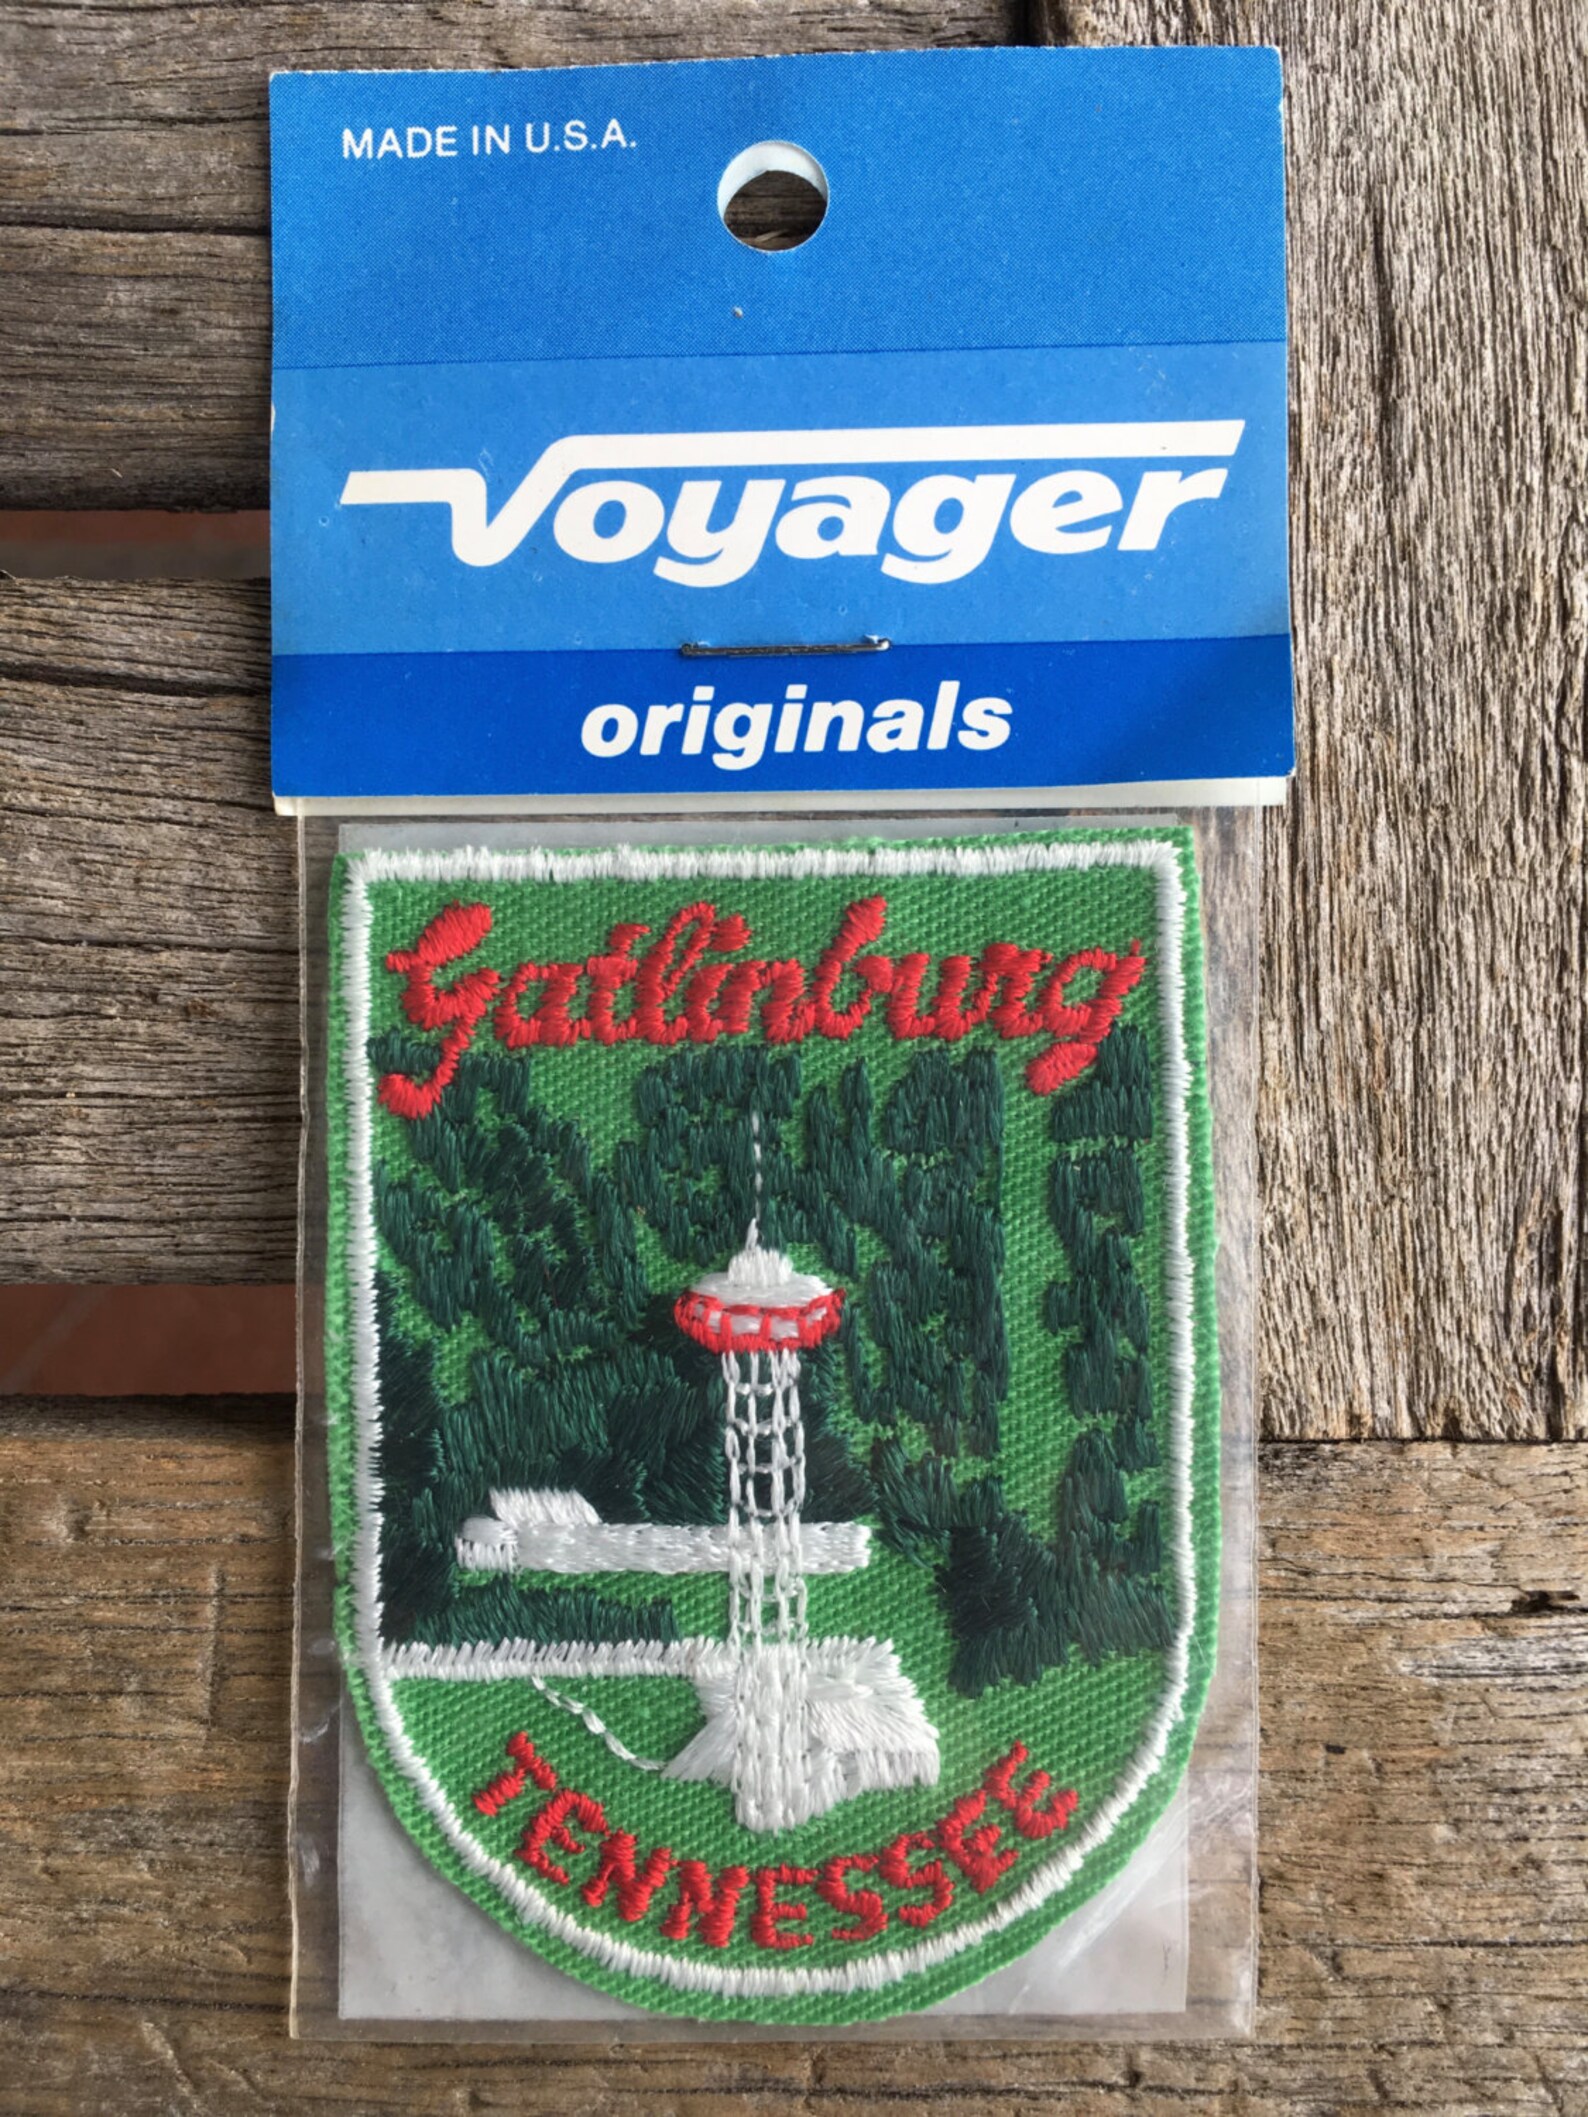 MADE IN U.S.A.
Voyager
originals
Gatlinburg
TENNESSEE